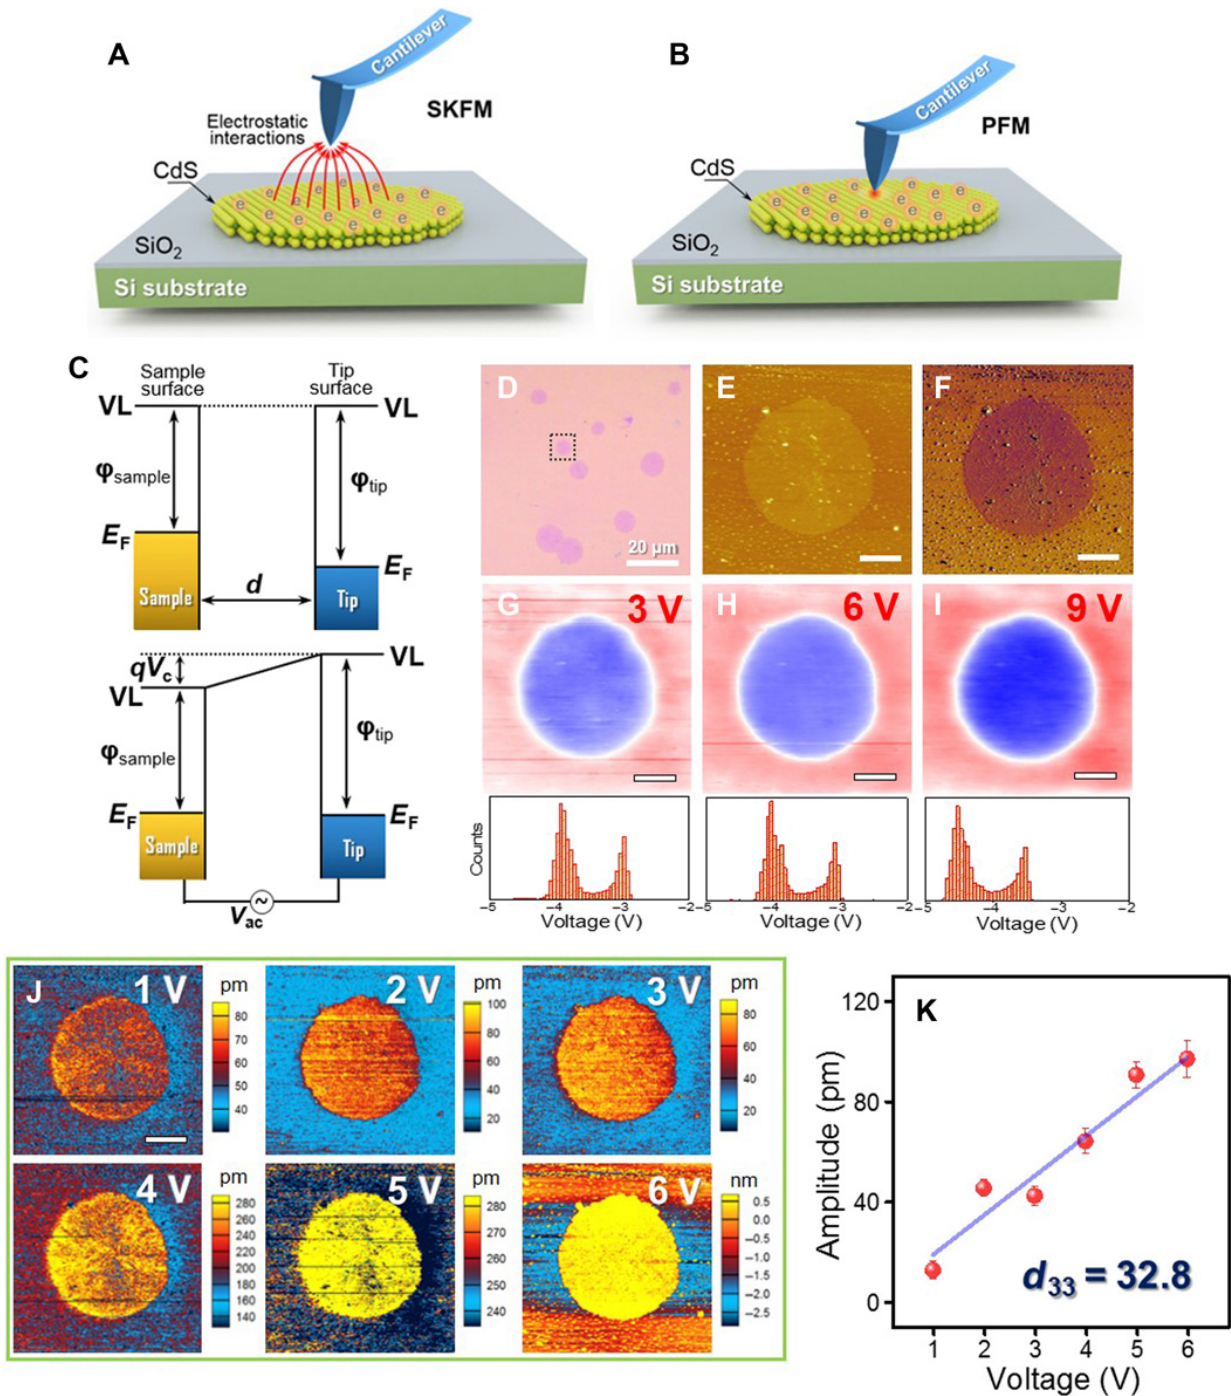 A
Cantilever
SKFM
Electrostatic
interactions
CdS
e e e e e e e e e e e e e e
SiO2
Si substrate
B
Cantilever
PFM
CdS
e e e e e e e e e e e e e e
SiO2
Si substrate
C
Sample
surface
Tip
surface
VL
VL
φsample
φtip
EF
EF
d
Sample
Tip
qVc
VL
VL
φsample
φtip
EF
EF
Sample
Tip
Vac
D
20 μm
E
F
G
3 V
H
6 V
I
9 V
Counts
−5 −4 −3 −2
Voltage (V)
−5 −4 −3 −2
Voltage (V)
−5 −4 −3 −2
Voltage (V)
J
1 V
pm
80
70
60
50
40
2 V
pm
100
80
60
40
20
3 V
pm
80
60
40
20
4 V
pm
280
260
240
220
200
180
160
140
5 V
pm
280
260
240
6 V
nm
0.5
0.0
−0.5
−1.0
−1.5
−2.0
−2.5
K
120
80
40
0
Amplitude (pm)
d33 = 32.8
1 2 3 4 5 6
Voltage (V)